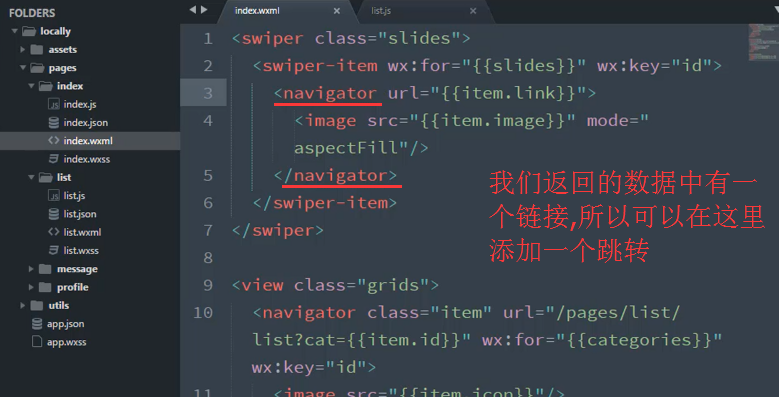 FOLDERS
locally
assets
pages
index
index.js
index.json
index.wxml
index.wxss
list
list.js
list.json
list.wxml
list.wxss
message
profile
utils
app.json
app.wxss
index.wxml × list.js ×
1 <swiper class="slides">
2 <swiper-item wx:for="{{slides}}" wx:key="id">
3 <navigator url="{{item.link}}">
4 <image src="{{item.image}}" mode="
aspectFill"/>
5 </navigator>
6 </swiper-item>
7 </swiper>
8
9 <view class="grids">
10 <navigator class="item" url="/pages/list/
list?cat={{item.id}}" wx:for="{{categories}}"
wx:key="id">
11 <image src="{{item.icon}}"/>
我们返回的数据中有一
个链接,所以可以在这里
添加一个跳转